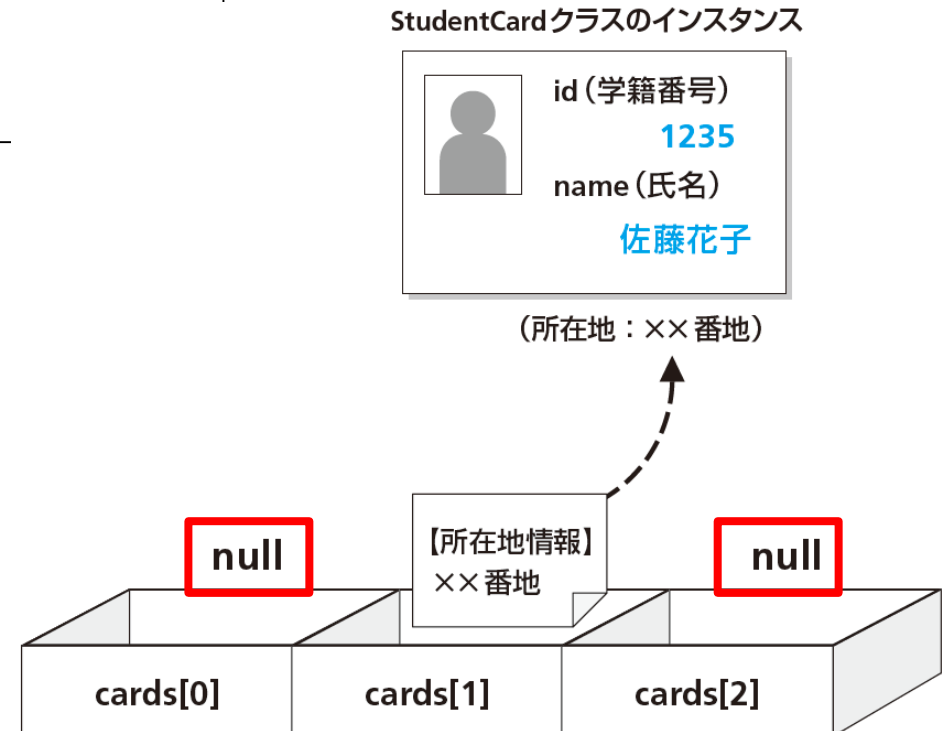 StudentCardクラスのインスタンス
id（学籍番号）
1235
name（氏名）
佐藤花子
（所在地：××番地）
【所在地情報】
××番地
null
null
cards[0]
cards[1]
cards[2]